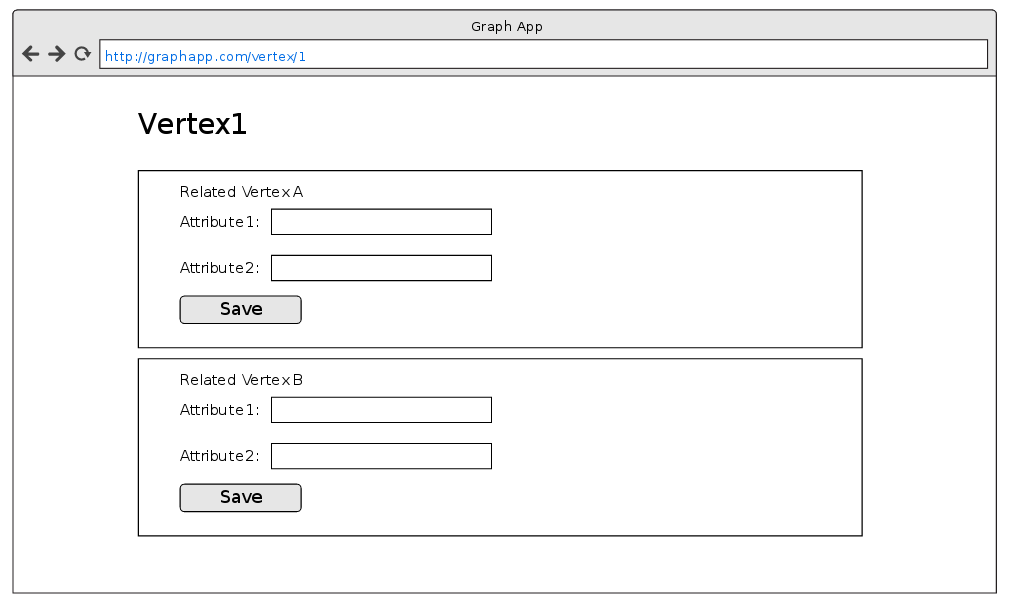 Graph App
http://graphapp.com/vertex/1
Vertex1
Related Vertex A
Attribute1:
Attribute2:
Save
Related Vertex B
Attribute1:
Attribute2:
Save